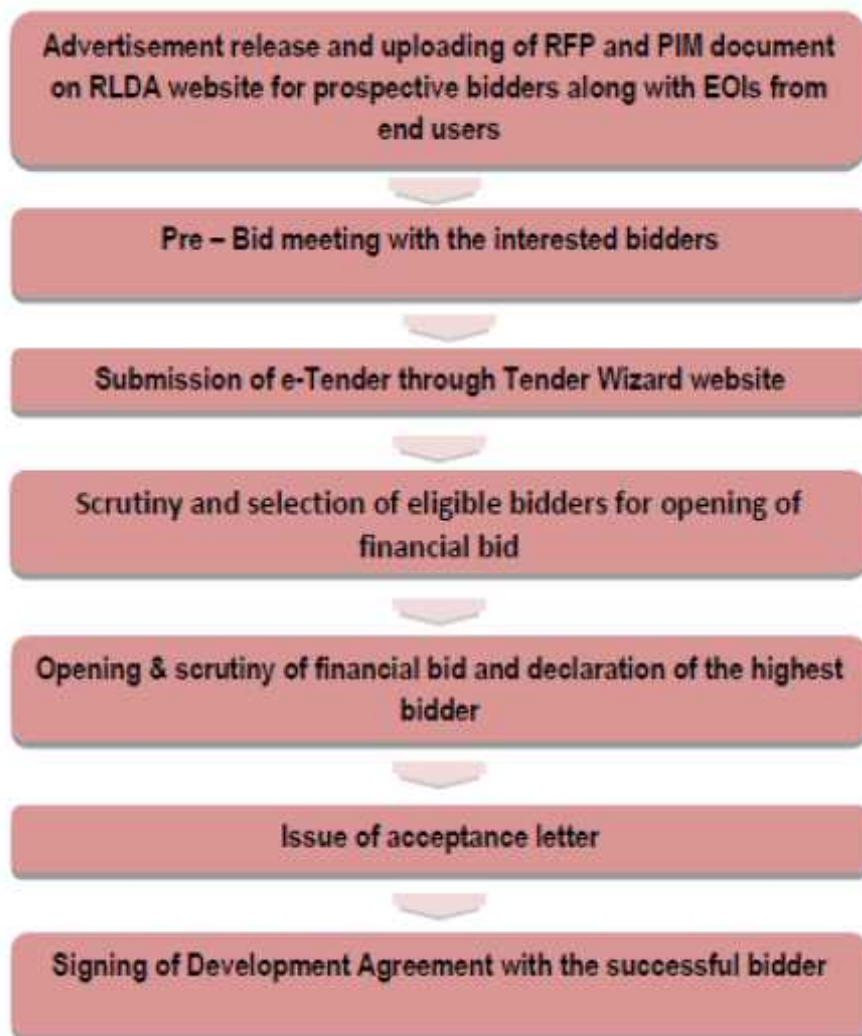 Advertisement release and uploading of RFP and PIM document
on RLDA website for prospective bidders along with EOIs from
end users
Pre – Bid meeting with the interested bidders
Submission of e-Tender through Tender Wizard website
Scrutiny and selection of eligible bidders for opening of
financial bid
Opening & scrutiny of financial bid and declaration of the highest
bidder
Issue of acceptance letter
Signing of Development Agreement with the successful bidder